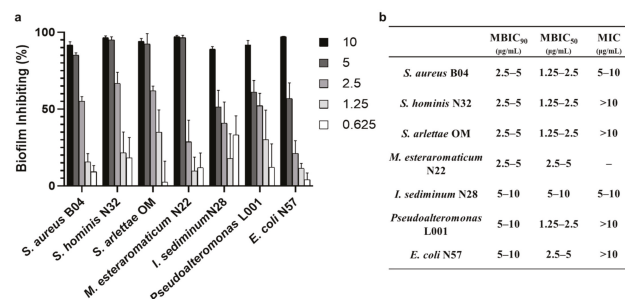 a
Biofilm Inhibiting (%)
100
50
0
10
5
2.5
1.25
0.625
S. aureus B04
S. hominis N32
S. arlettae OM
M. esteraromaticum N22
I. sediminumN28
Pseudoalteromonas L001
E. coli N57
b
MBIC90 MBIC50 MIC
(μg/mL) (μg/mL) (μg/mL)
S. aureus B04 2.5–5 1.25–2.5 5–10
S. hominis N32 2.5–5 1.25–2.5 >10
S. arlettae OM 2.5–5 1.25–2.5 >10
M. esteraromaticum
N22 2.5–5 2.5–5 –
I. sediminum N28 5–10 5–10 5–10
Pseudoalteromonas
L001 5–10 1.25–2.5 >10
E. coli N57 5–10 2.5–5 >10